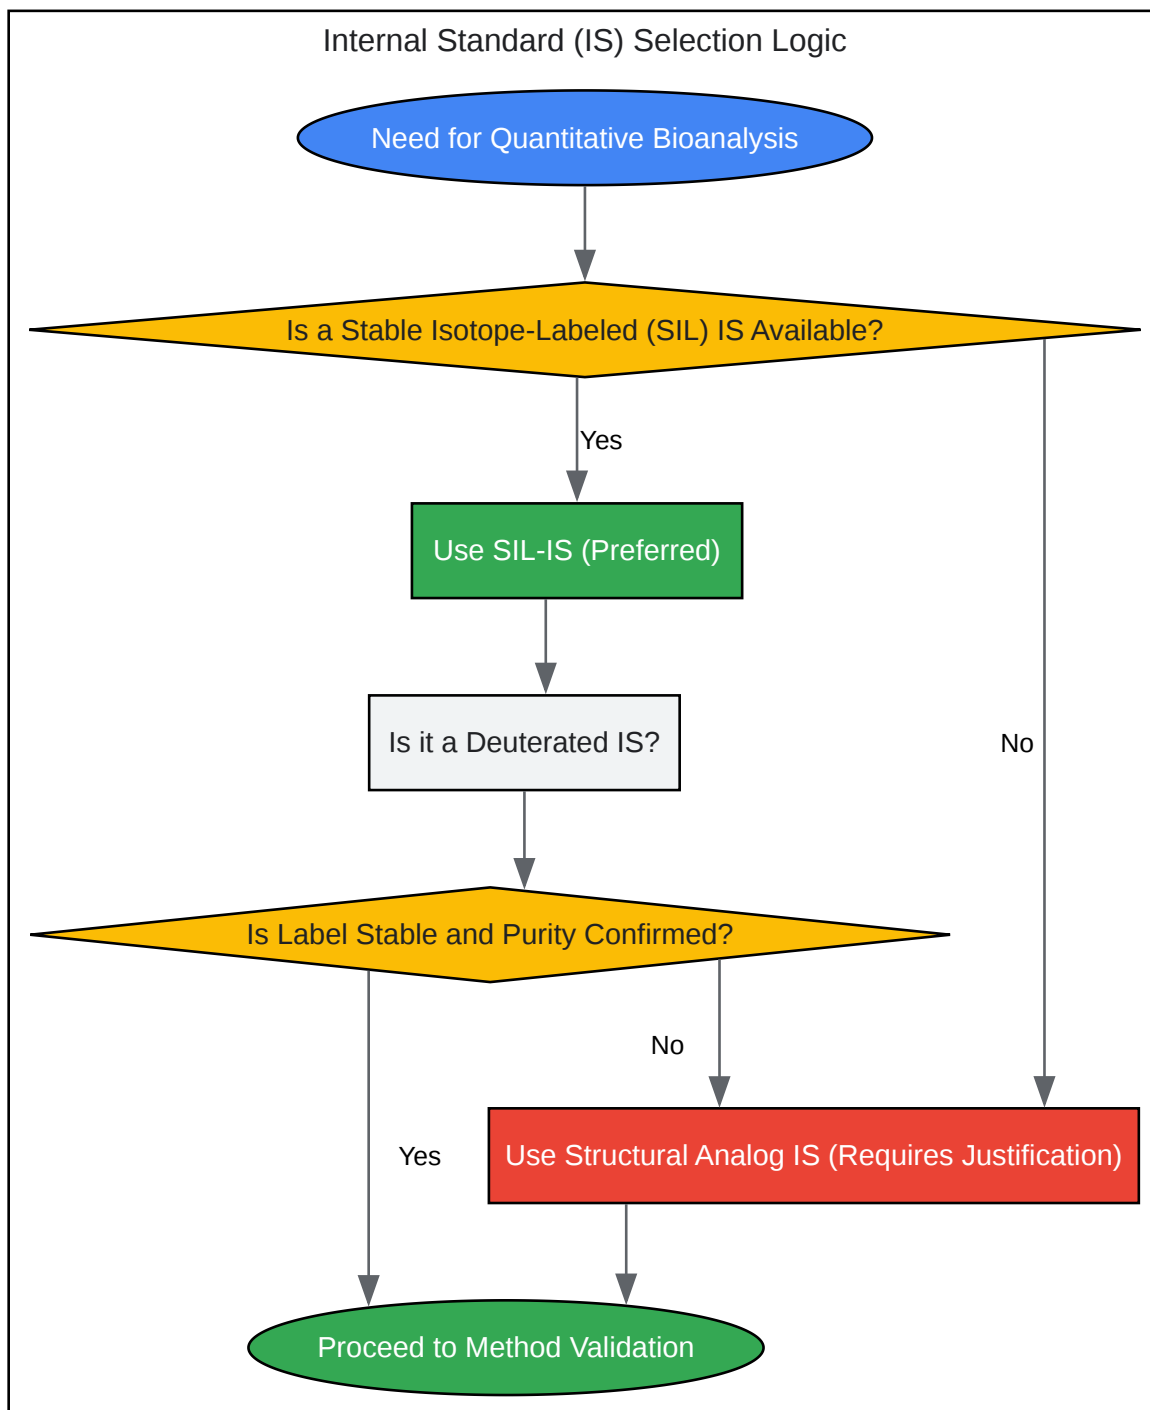 Internal Standard (IS) Selection Logic
Need for Quantitative Bioanalysis
Is a Stable Isotope-Labeled (SIL) IS Available?
Yes
Use SIL-IS (Preferred)
Is it a Deuterated IS?
No
Is Label Stable and Purity Confirmed?
No
Yes
Use Structural Analog IS (Requires Justification)
Proceed to Method Validation